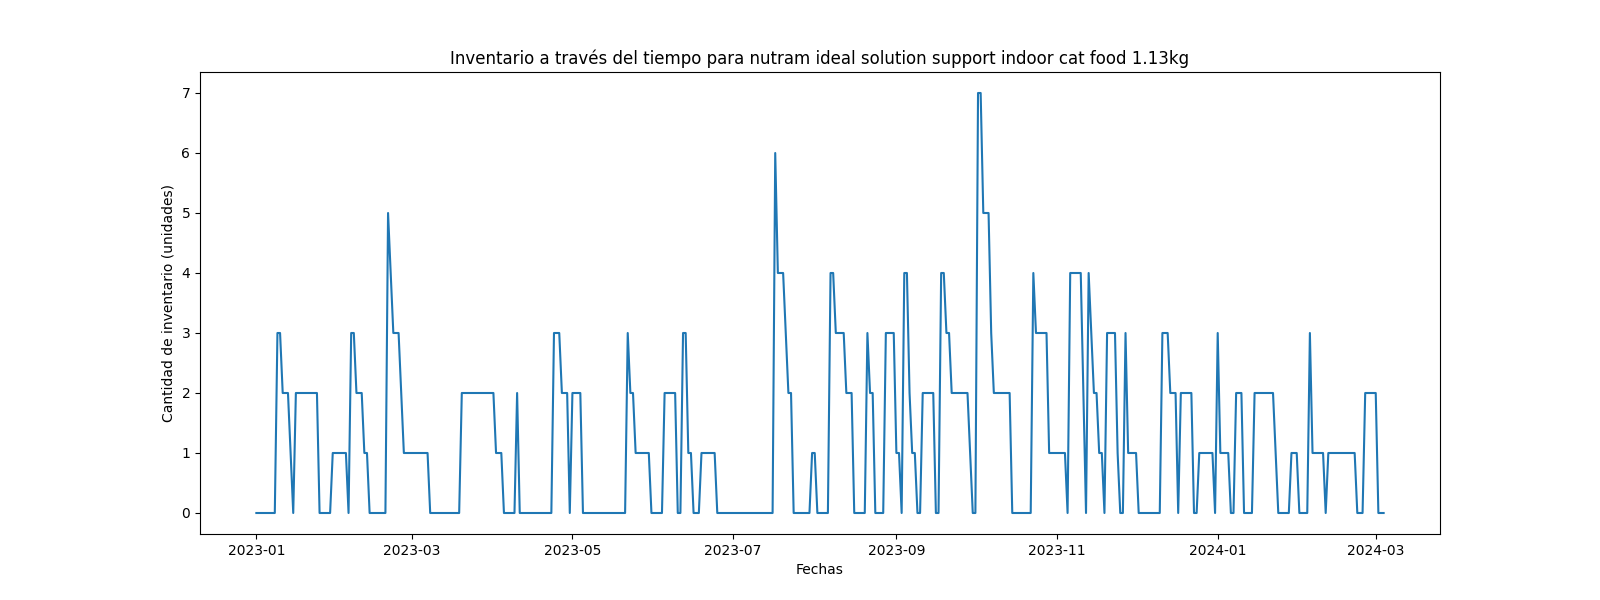 Inventario a través del tiempo para nutram ideal solution support indoor cat food 1.13kg
Cantidad de inventario (unidades)
7
6
5
4
3
2
1
0
2023-01 2023-03 2023-05 2023-07 2023-09 2023-11 2024-01 2024-03
Fechas